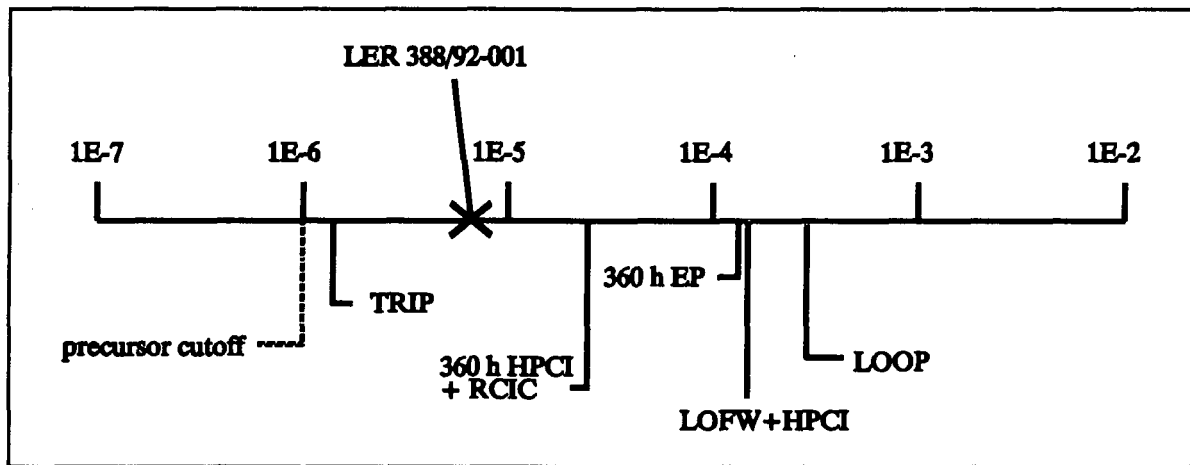 LER 388/92-001
1E-7 1E-6 1E-5 1E-4 1E-3 1E-2
360 h EP
TRIP
precursor cutoff
360 h HPCI
+ RCIC
LOOP
LOFW+HPCI